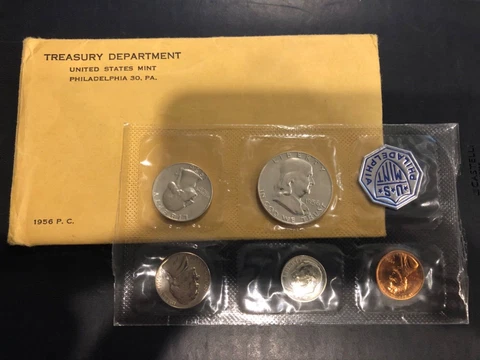 TREASURY DEPARTMENT
UNITED STATES MINT
PHILADELPHIA 30, PA.
1956 P. C.
U.S.
MINT
PHILADELPHIA